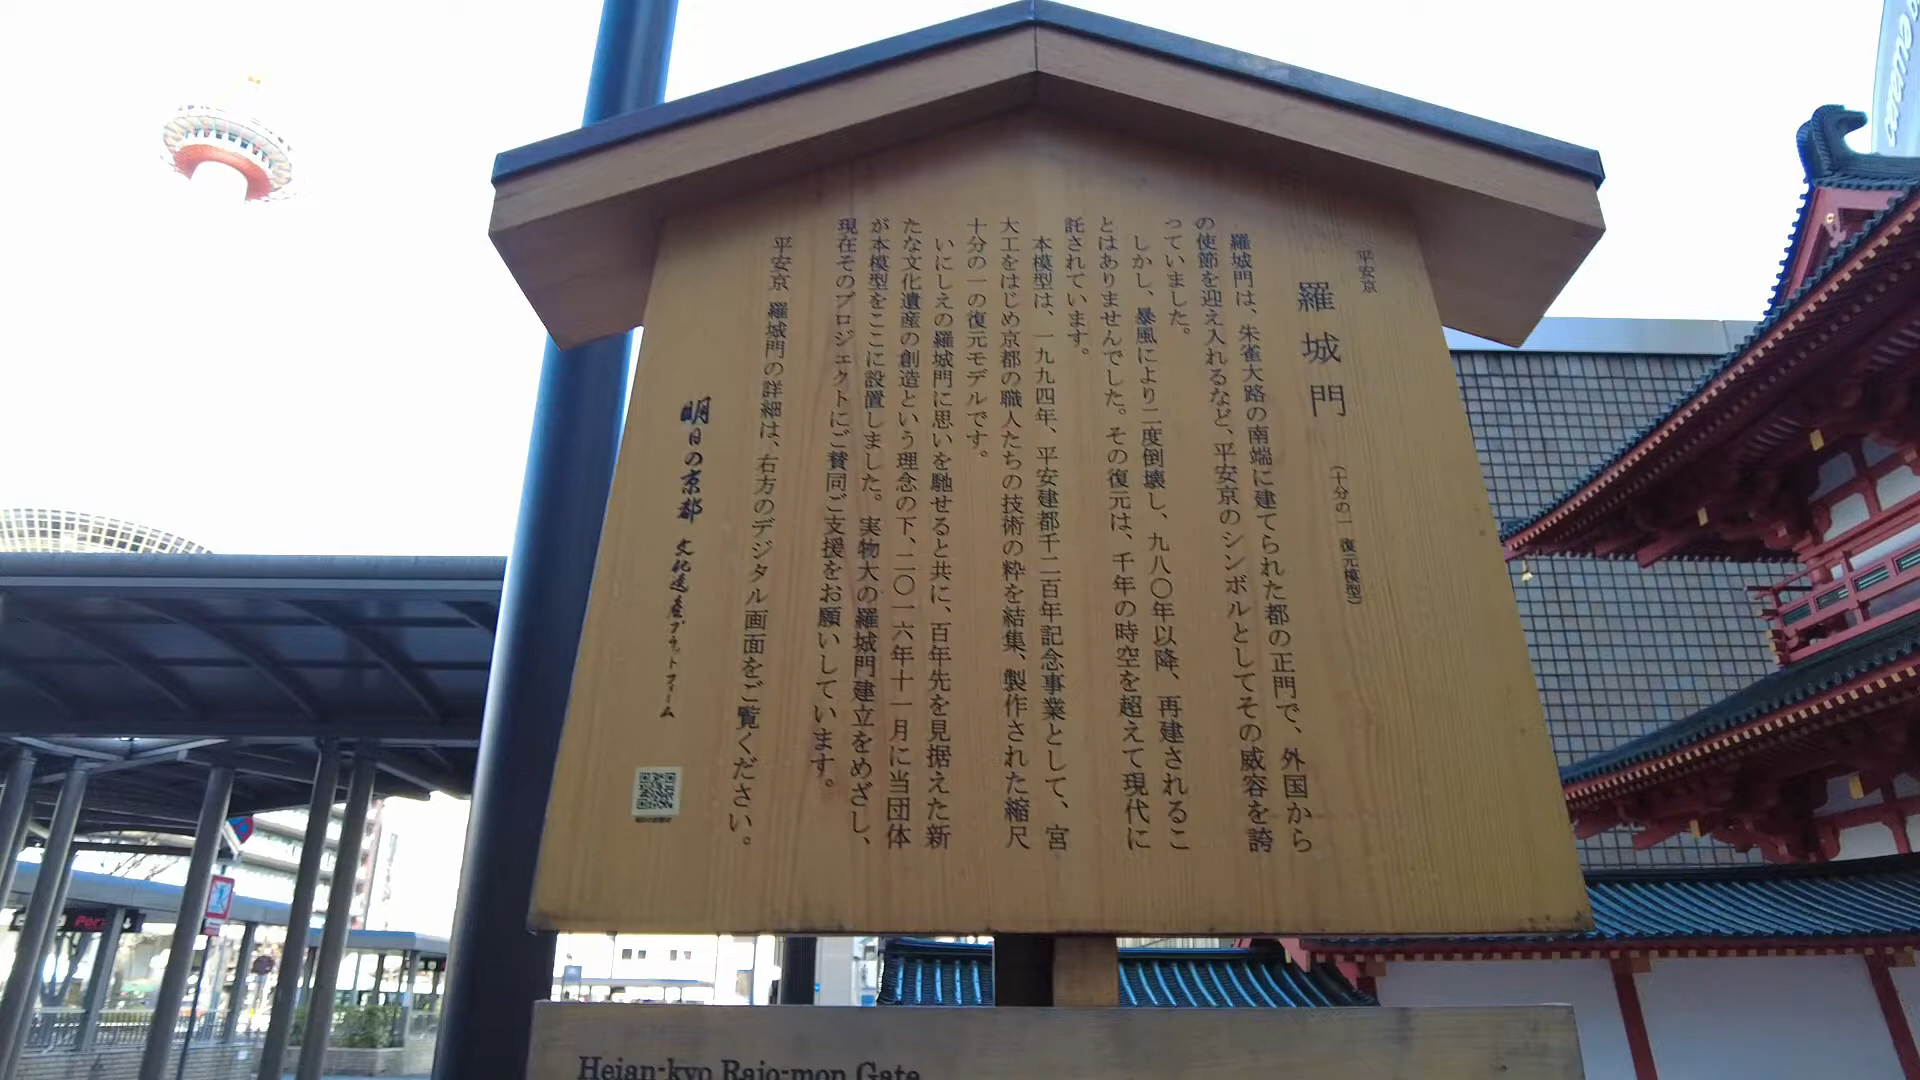 平安京
羅城門
（十分の一 復元模型）
羅城門は、朱雀大路の南端に建てられた都の正門で、外国から
の使節を迎え入れるなど、平安京のシンボルとしてその威容を誇
っていました。
しかし、暴風により二度倒壊し、九八〇年以降、再建されるこ
とはありませんでした。その復元は、千年の時空を超えて現代に
託されています。
本模型は、一九九四年、平安建都千二百年記念事業として、宮
大工をはじめ京都の職人たちの技術の粋を結集、製作された縮尺
十分の一の復元モデルです。
いにしえの羅城門に思いを馳せると共に、百年先を見据えた新
たな文化遺産の創造という理念の下、二〇一六年十一月に当団体
が本模型をここに設置しました。実物大の羅城門建立をめざし、
現在そのプロジェクトにご賛同ご支援をお願いしています。
平安京 羅城門の詳細は、右方のデジタル画面をご覧ください。
明日の京都 文化遺産プラットフォーム
Heian-kyo Rajo-mon Gate